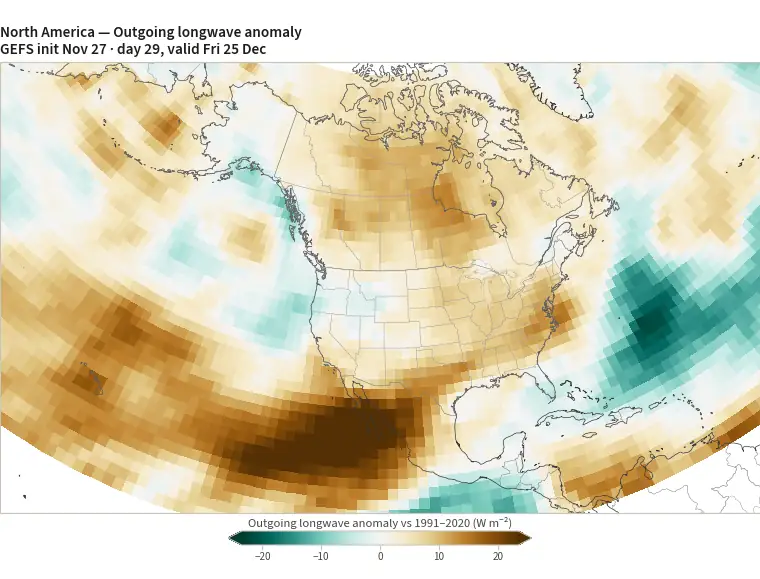 North America — Outgoing longwave anomaly
GEFS init Nov 27 · day 29, valid Fri 25 Dec
Outgoing longwave anomaly vs 1991–2020 (W m⁻²)
−20 −10 0 10 20